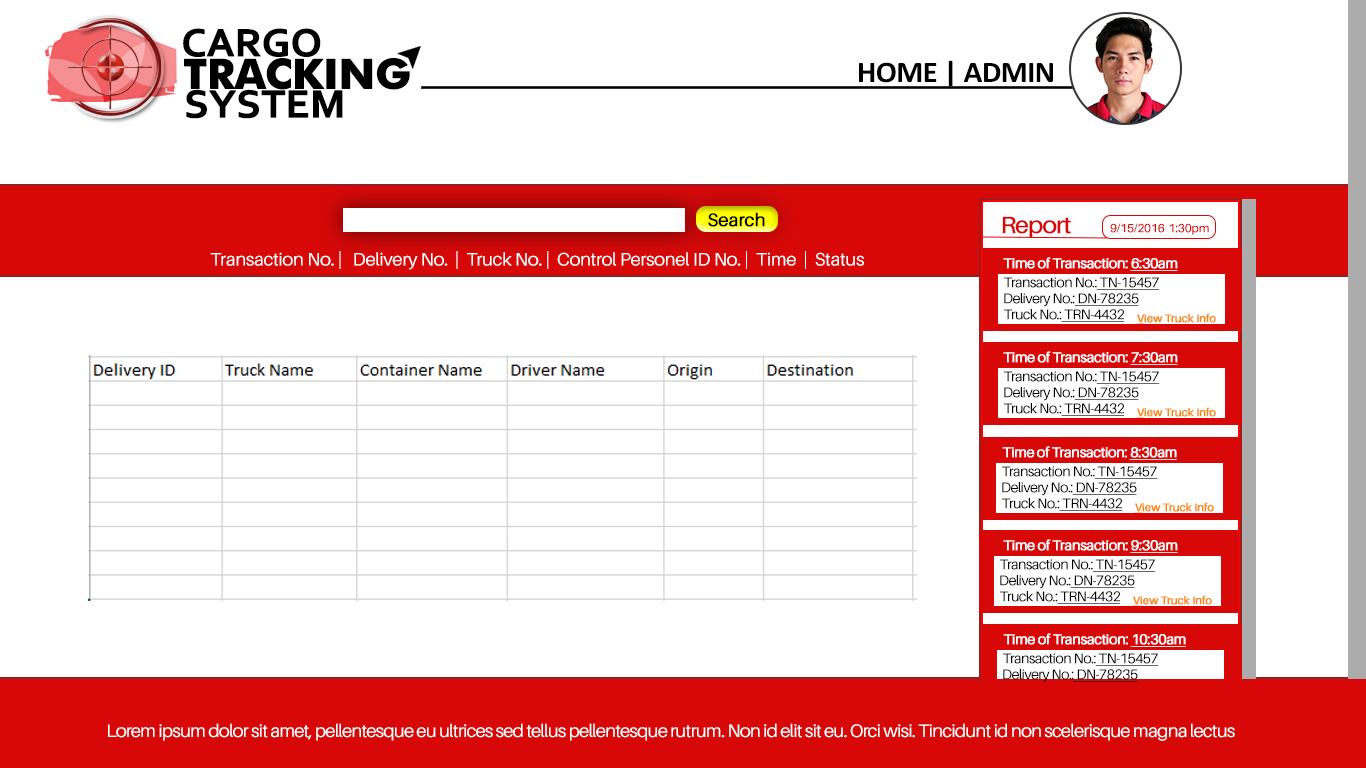 CARGO
TRACKING
SYSTEM
HOME | ADMIN
Search
Transaction No. | Delivery No. | Truck No. | Control Personel ID No. | Time | Status
Delivery ID Truck Name Container Name Driver Name Origin Destination
Report 9/15/2016 1:30pm
Time of Transaction: 6:30am
Transaction No.: TN-15457
Delivery No.: DN-78235
Truck No.: TRN-4432 View Truck Info
Time of Transaction: 7:30am
Transaction No.: TN-15457
Delivery No.: DN-78235
Truck No.: TRN-4432 View Truck Info
Time of Transaction: 8:30am
Transaction No.: TN-15457
Delivery No.: DN-78235
Truck No.: TRN-4432 View Truck Info
Time of Transaction: 9:30am
Transaction No.: TN-15457
Delivery No.: DN-78235
Truck No.: TRN-4432 View Truck Info
Time of Transaction: 10:30am
Transaction No.: TN-15457
Delivery No.: DN-78235
Lorem ipsum dolor sit amet, pellentesque eu ultrices sed tellus pellentesque rutrum. Non id elit sit eu. Orci wisi. Tincidunt id non scelerisque magna lectus